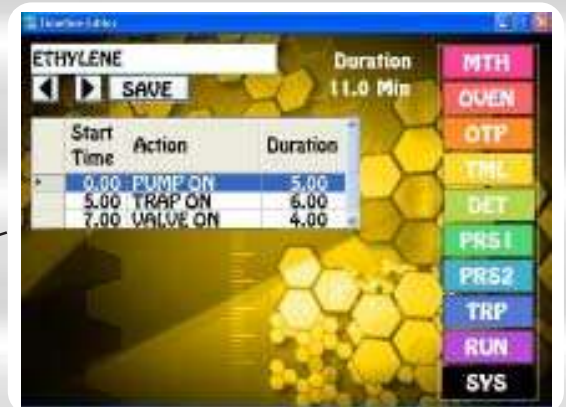 Timeline Editor
ETHYLENE
SAVE
Duration
11.0 Min
Start Time Action Duration
0.00 PUMP ON 5.00
5.00 TRAP ON 6.00
7.00 VALVE ON 4.00
MTH
OVEN
OTP
TML
DET
PRS1
PRS2
TRP
RUN
SYS